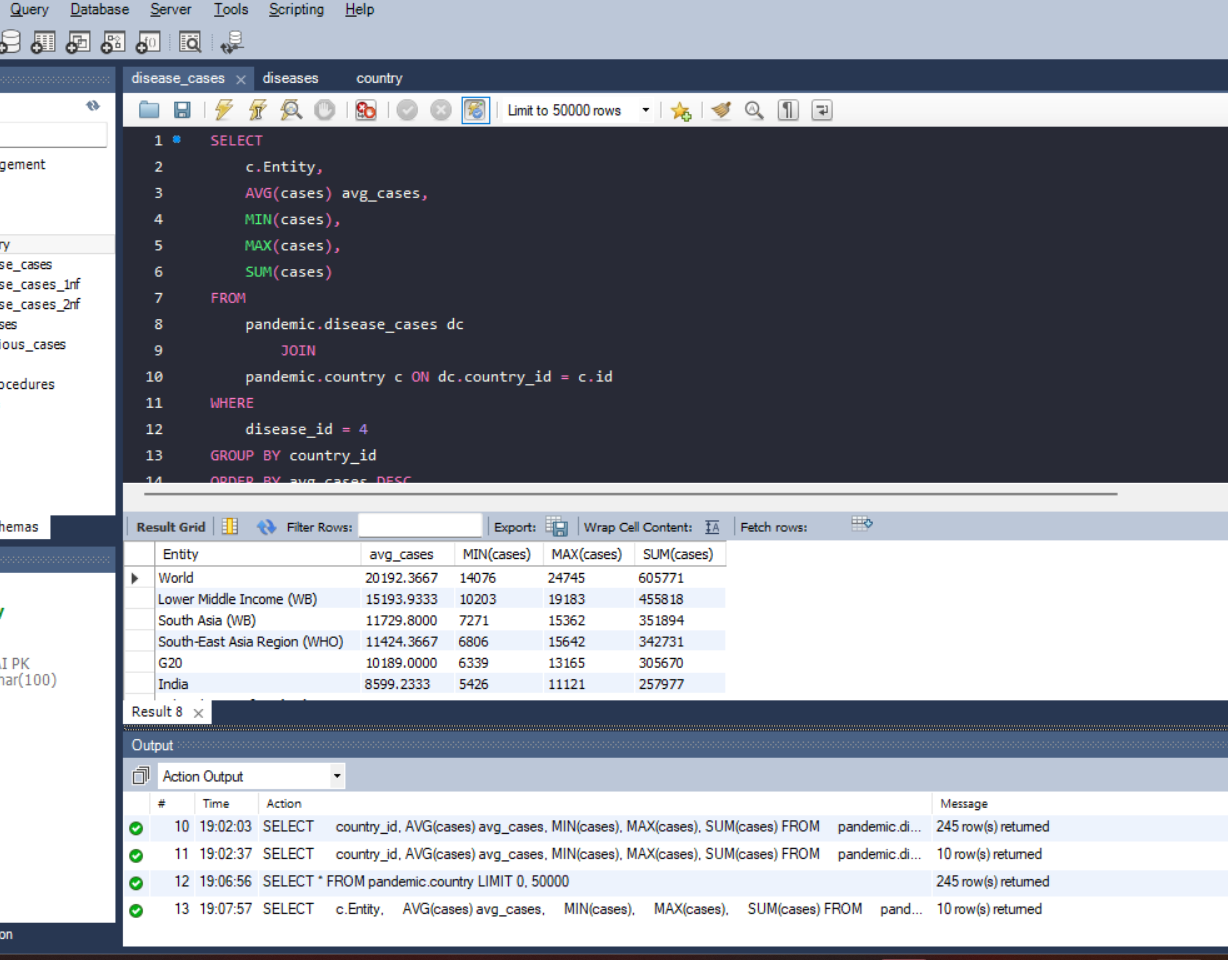 Query Database Server Tools Scripting Help
disease_cases diseases country
Limit to 50000 rows
gement
ry
se_cases
se_cases_1nf
se_cases_2nf
ses
ious_cases
ocedures
hemas
y
AI PK
har(100)
on
1 SELECT
2 c.Entity,
3 AVG(cases) avg_cases,
4 MIN(cases),
5 MAX(cases),
6 SUM(cases)
7 FROM
8 pandemic.disease_cases dc
9 JOIN
10 pandemic.country c ON dc.country_id = c.id
11 WHERE
12 disease_id = 4
13 GROUP BY country_id
14 ORDER BY avg_cases DESC
Result Grid Filter Rows: Export: Wrap Cell Content: Fetch rows:
Entity avg_cases MIN(cases) MAX(cases) SUM(cases)
World 20192.3667 14076 24745 605771
Lower Middle Income (WB) 15193.9333 10203 19183 455818
South Asia (WB) 11729.8000 7271 15362 351894
South-East Asia Region (WHO) 11424.3667 6806 15642 342731
G20 10189.0000 6339 13165 305670
India 8599.2333 5426 11121 257977
Result 8
Output
Action Output
# Time Action Message
10 19:02:03 SELECT country_id, AVG(cases) avg_cases, MIN(cases), MAX(cases), SUM(cases) FROM pandemic.di... 245 row(s) returned
11 19:02:37 SELECT country_id, AVG(cases) avg_cases, MIN(cases), MAX(cases), SUM(cases) FROM pandemic.di... 10 row(s) returned
12 19:06:56 SELECT * FROM pandemic.country LIMIT 0, 50000 245 row(s) returned
13 19:07:57 SELECT c.Entity, AVG(cases) avg_cases, MIN(cases), MAX(cases), SUM(cases) FROM pand... 10 row(s) returned